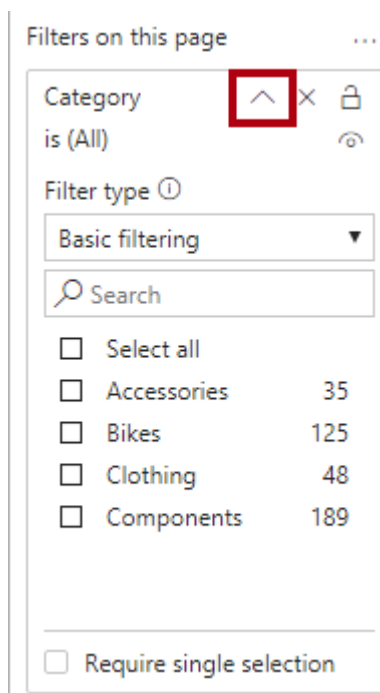 Filters on this page ...
Category
is (All)
Filter type
Basic filtering
Search
Select all
Accessories 35
Bikes 125
Clothing 48
Components 189
Require single selection